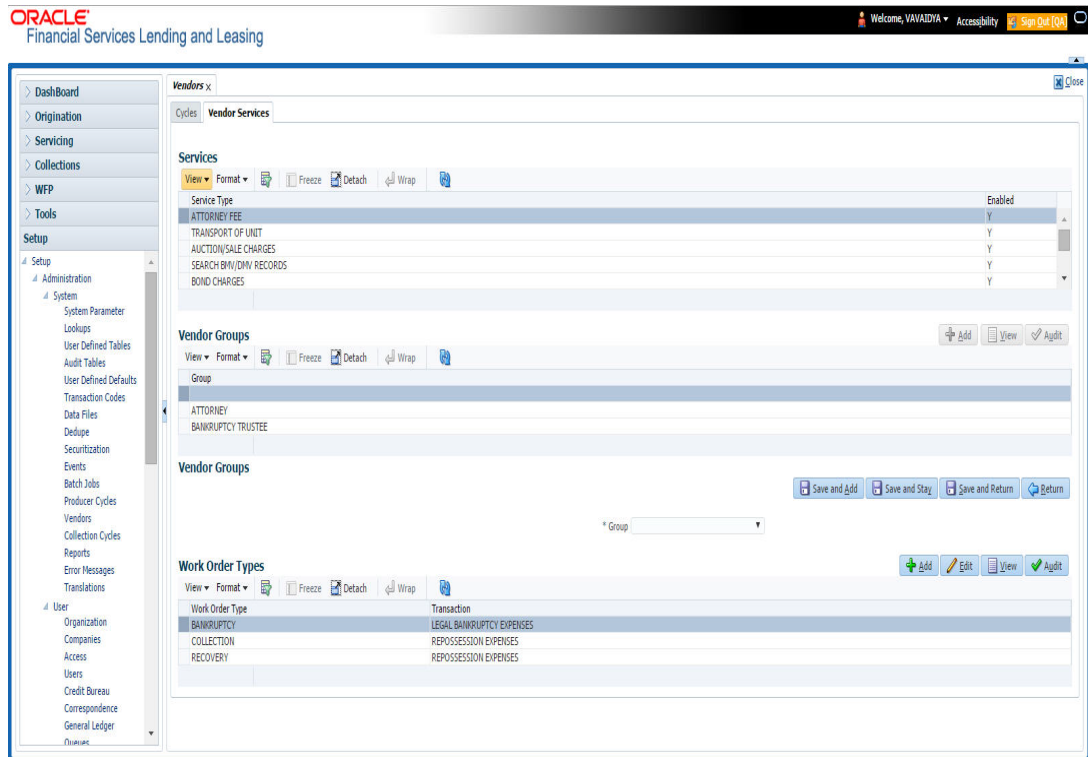 ORACLE
Financial Services Lending and Leasing
Welcome, VAVAIDYA Accessibility Sign Out [QA]
Close
DashBoard
Origination
Servicing
Collections
WFP
Tools
Setup
Setup
Administration
System
System Parameter
Lookups
User Defined Tables
Audit Tables
User Defined Defaults
Transaction Codes
Data Files
Dedupe
Securitization
Events
Batch Jobs
Producer Cycles
Vendors
Collection Cycles
Reports
Error Messages
Translations
User
Organization
Companies
Access
Users
Credit Bureau
Correspondence
General Ledger
Queues
Vendors X
Cycles Vendor Services
Services
View Format Freeze Detach Wrap
Service Type Enabled
ATTORNEY FEE Y
TRANSPORT OF UNIT Y
AUCTION/SALE CHARGES Y
SEARCH BMV/DMV RECORDS Y
BOND CHARGES Y
Vendor Groups
Add View Audit
View Format Freeze Detach Wrap
Group
ATTORNEY
BANKRUPTCY TRUSTEE
Vendor Groups
Save and Add Save and Stay Save and Return Return
* Group
Work Order Types
Add Edit View Audit
View Format Freeze Detach Wrap
Work Order Type Transaction
BANKRUPTCY LEGAL BANKRUPTCY EXPENSES
COLLECTION REPOSSESSION EXPENSES
RECOVERY REPOSSESSION EXPENSES